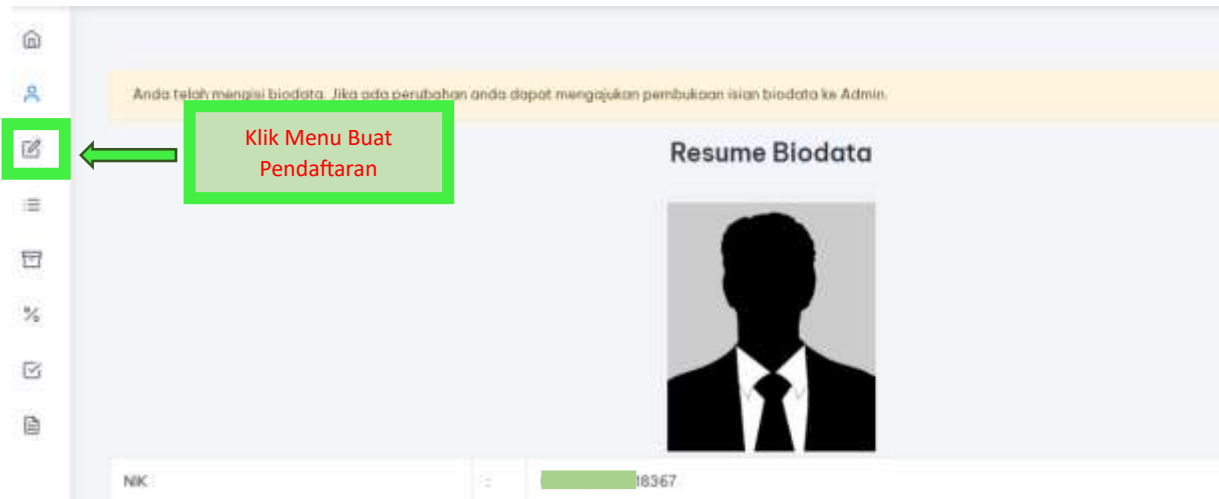 Anda telah mengisi biodata. Jika ada perubahan anda dapat mengajukan pembukaan isian biodata ke Admin.
Klik Menu Buat
Pendaftaran
Resume Biodata
NIK : 18367